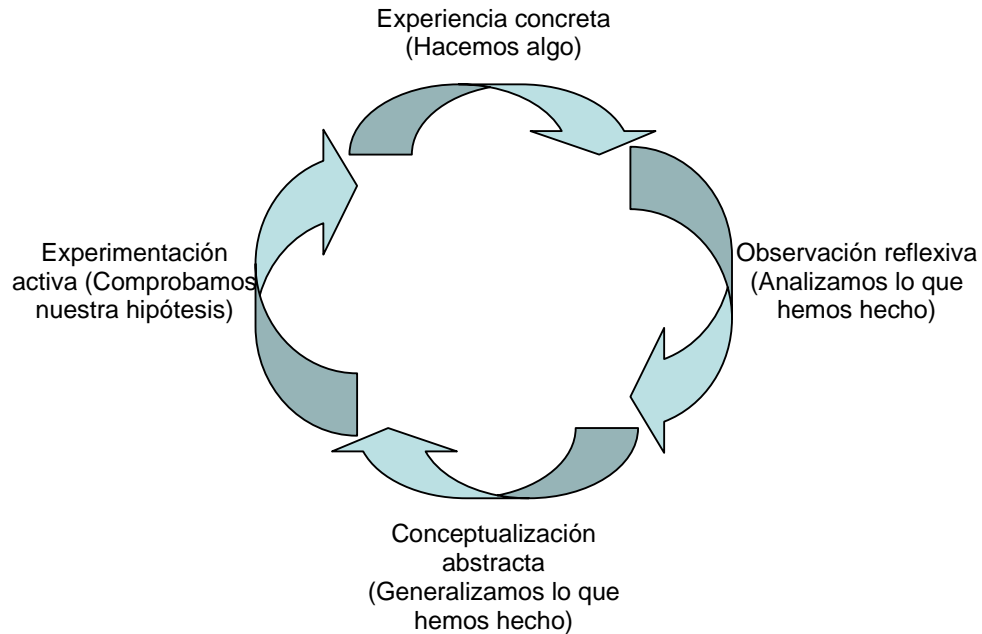 Experiencia concreta
(Hacemos algo)
Observación reflexiva
(Analizamos lo que
hemos hecho)
Conceptualización
abstracta
(Generalizamos lo que
hemos hecho)
Experimentación
activa (Comprobamos
nuestra hipótesis)